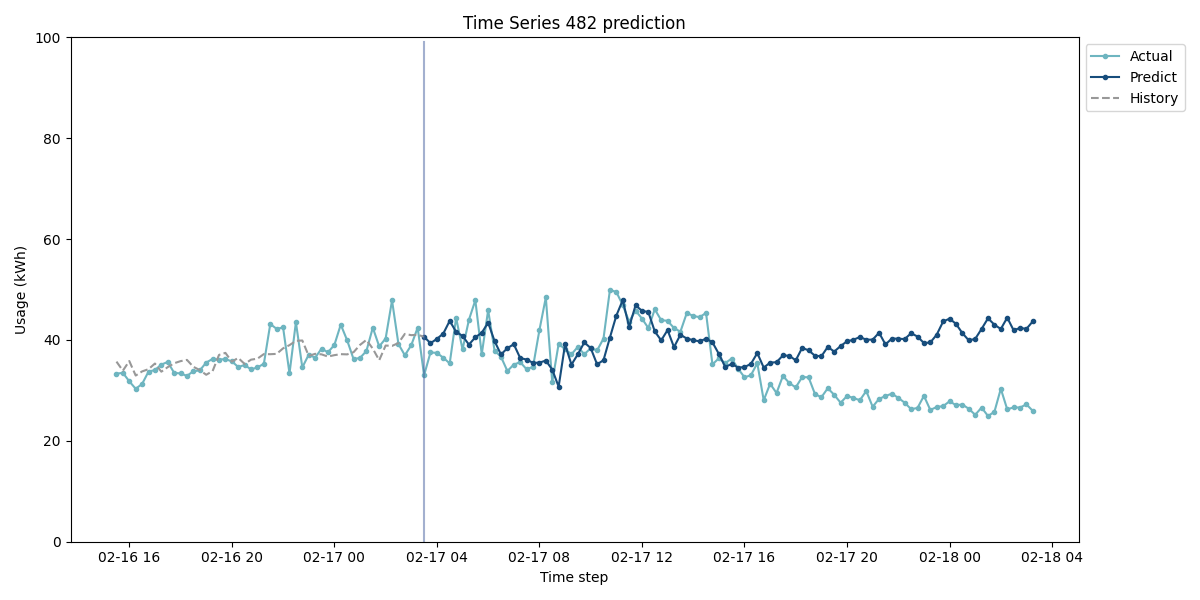 Time Series 482 prediction
100
80
60
40
20
0
Usage (kWh)
02-16 16
02-16 20
02-17 00
02-17 04
02-17 08
02-17 12
02-17 16
02-17 20
02-18 00
02-18 04
Time step
Actual
Predict
History